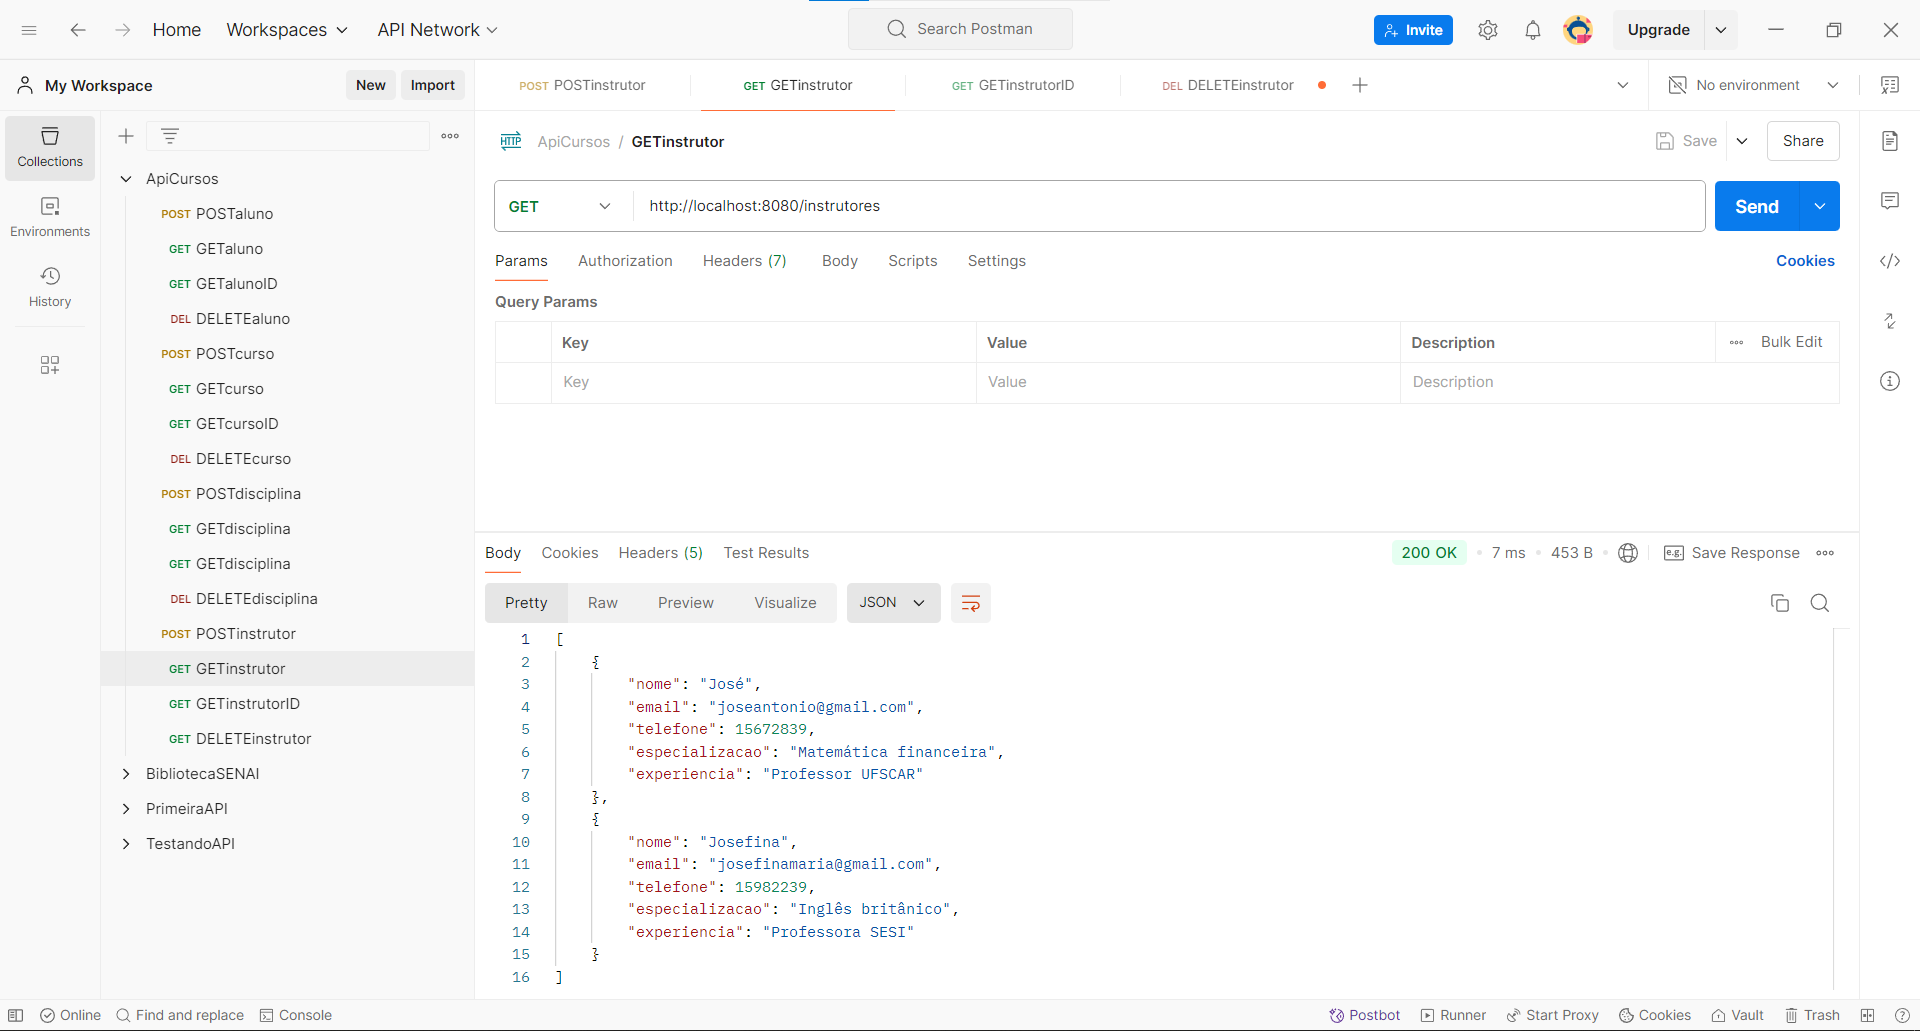 Home Workspaces API Network Search Postman Invite Upgrade
My Workspace New Import
POST POSTinstrutor GET GETinstrutor GET GETinstrutorID DEL DELETEinstrutor No environment
Collections
Environments
History
ApiCursos
POST POSTaluno
GET GETaluno
GET GETalunoID
DEL DELETEaluno
POST POSTcurso
GET GETcurso
GET GETcursoID
DEL DELETEcurso
POST POSTdisciplina
GET GETdisciplina
GET GETdisciplina
DEL DELETEdisciplina
POST POSTinstrutor
GET GETinstrutor
GET GETinstrutorID
GET DELETEinstrutor
BibliotecaSENAI
PrimeiraAPI
TestandoAPI
HTTP ApiCursos / GETinstrutor Save Share
GET http://localhost:8080/instrutores Send
Params Authorization Headers (7) Body Scripts Settings Cookies
Query Params
Key Value Description Bulk Edit
Key Value Description
Body Cookies Headers (5) Test Results 200 OK 7 ms 453 B e.g. Save Response
Pretty Raw Preview Visualize JSON
1 [
2 {
3 "nome": "José",
4 "email": "joseantonio@gmail.com",
5 "telefone": 15672839,
6 "especializacao": "Matemática financeira",
7 "experiencia": "Professor UFSCAR"
8 },
9 {
10 "nome": "Josefina",
11 "email": "josefinamaria@gmail.com",
12 "telefone": 15982239,
13 "especializacao": "Inglês britânico",
14 "experiencia": "Professora SESI"
15 }
16 ]
Online Find and replace Console Postbot Runner Start Proxy Cookies Vault Trash